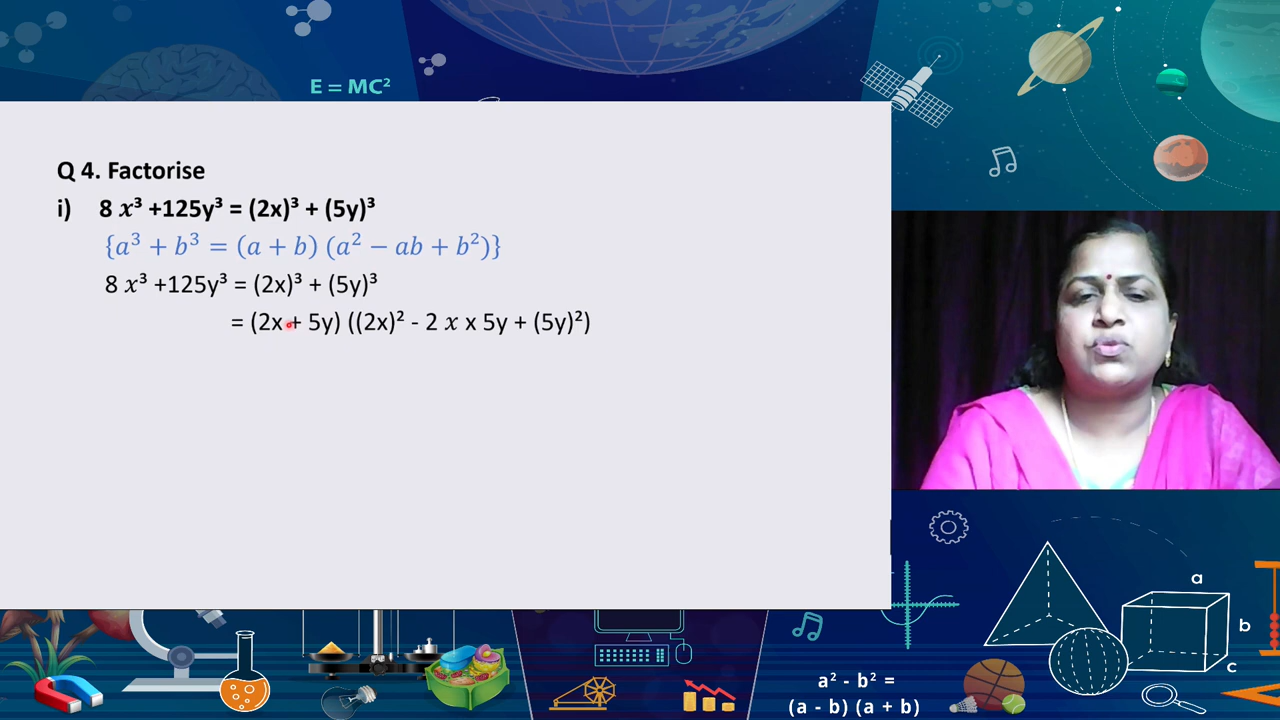 E = MC²
Q 4. Factorise
i) 8 𝑥³ +125y³ = (2x)³ + (5y)³
{𝑎³ + 𝑏³ = (𝑎 + 𝑏) (𝑎² − 𝑎𝑏 + 𝑏²)}
8 𝑥³ +125y³ = (2x)³ + (5y)³
= (2x + 5y) ((2x)² - 2 𝑥 x 5y + (5y)²)
a
b
c
a² - b² =
(a - b) (a + b)